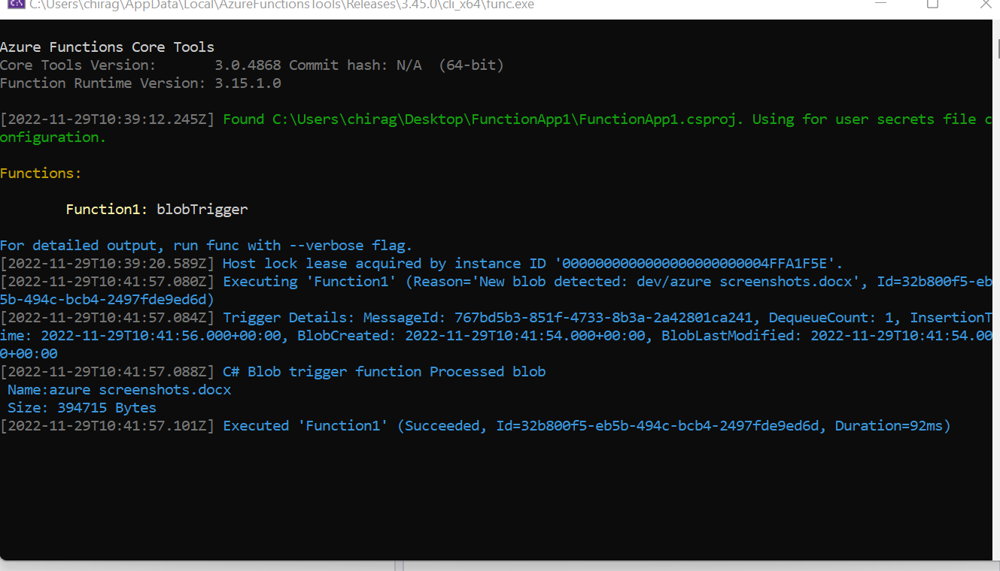 C:\Users\chirag\AppData\Local\AzureFunctionsTools\Releases\3.45.0\cli_x64\func.exe
Azure Functions Core Tools
Core Tools Version:       3.0.4868 Commit hash: N/A  (64-bit)
Function Runtime Version: 3.15.1.0
[2022-11-29T10:39:12.245Z] Found C:\Users\chirag\Desktop\FunctionApp1\FunctionApp1.csproj. Using for user secrets file c
onfiguration.
Functions:
Function1: blobTrigger
For detailed output, run func with --verbose flag.
[2022-11-29T10:39:20.589Z] Host lock lease acquired by instance ID '0000000000000000000000004FFA1F5E'.
[2022-11-29T10:41:57.080Z] Executing 'Function1' (Reason='New blob detected: dev/azure screenshots.docx', Id=32b800f5-eb
5b-494c-bcb4-2497fde9ed6d)
[2022-11-29T10:41:57.084Z] Trigger Details: MessageId: 767bd5b3-851f-4733-8b3a-2a42801ca241, DequeueCount: 1, InsertionT
ime: 2022-11-29T10:41:56.000+00:00, BlobCreated: 2022-11-29T10:41:54.000+00:00, BlobLastModified: 2022-11-29T10:41:54.00
0+00:00
[2022-11-29T10:41:57.088Z] C# Blob trigger function Processed blob
Name:azure screenshots.docx
Size: 394715 Bytes
[2022-11-29T10:41:57.101Z] Executed 'Function1' (Succeeded, Id=32b800f5-eb5b-494c-bcb4-2497fde9ed6d, Duration=92ms)